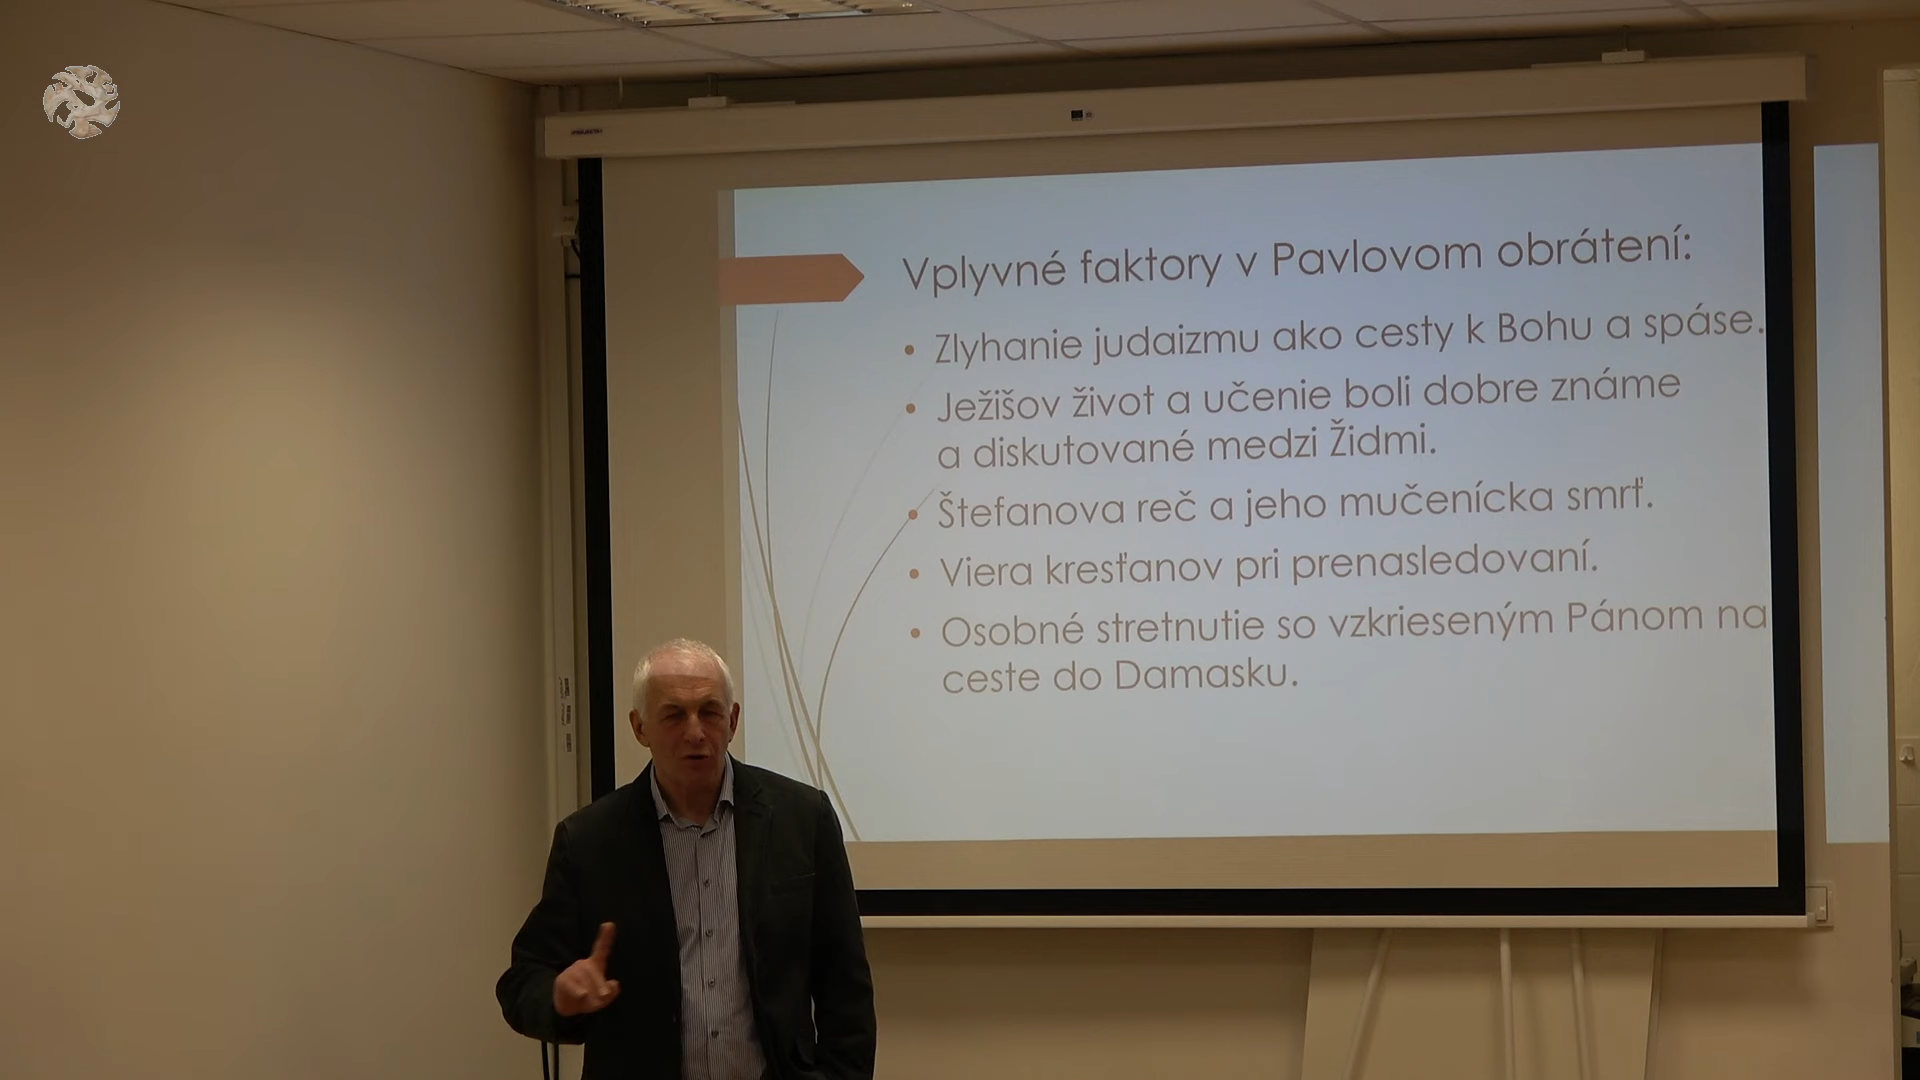 Vplyvné faktory v Pavlovom obrátení:
• Zlyhanie judaizmu ako cesty k Bohu a spáse.
• Ježišov život a učenie boli dobre známe
a diskutované medzi Židmi.
• Štefanova reč a jeho mučenícka smrť.
• Viera kresťanov pri prenasledovaní.
• Osobné stretnutie so vzkrieseným Pánom na
ceste do Damasku.